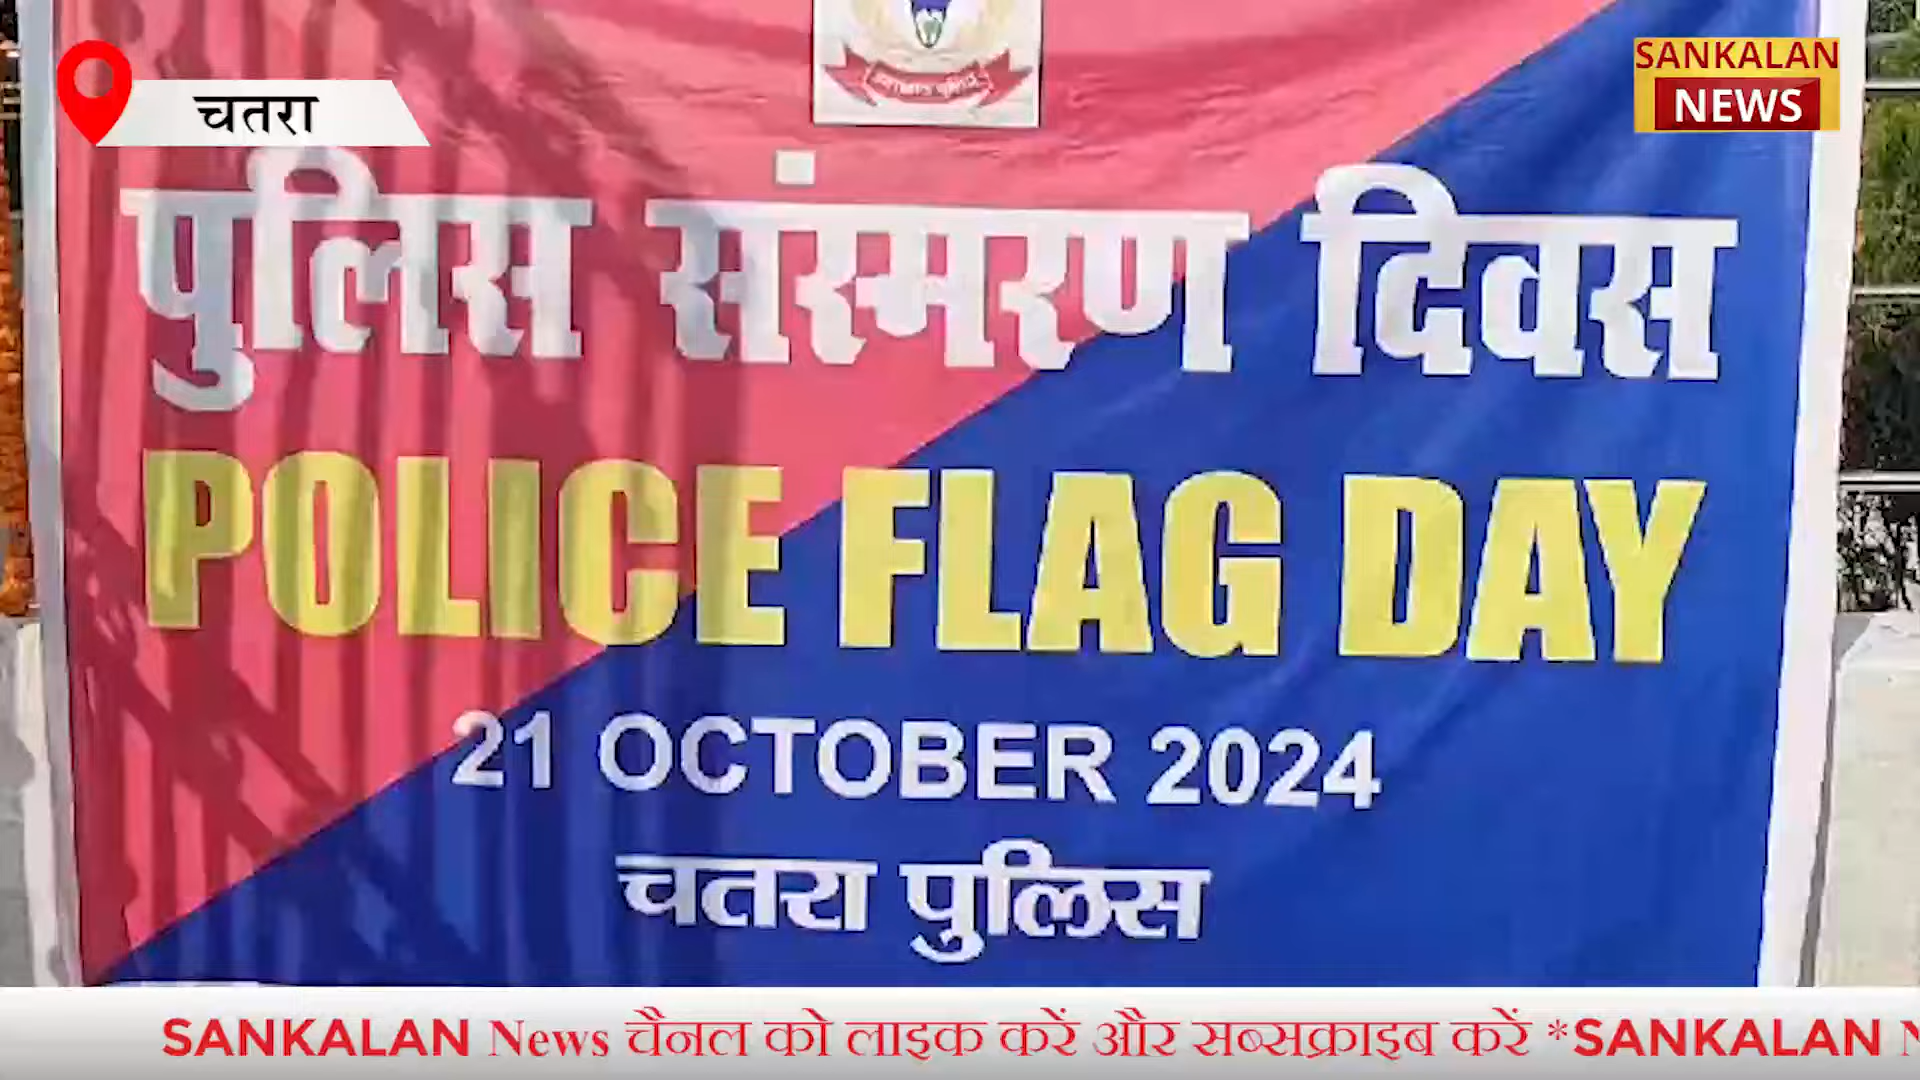 चतरा
SANKALAN
NEWS
पुलिस संस्मरण दिवस
POLICE FLAG DAY
21 OCTOBER 2024
चतरा पुलिस
SANKALAN News चैनल को लाइक करें और सब्सक्राइब करें *SANKALAN N